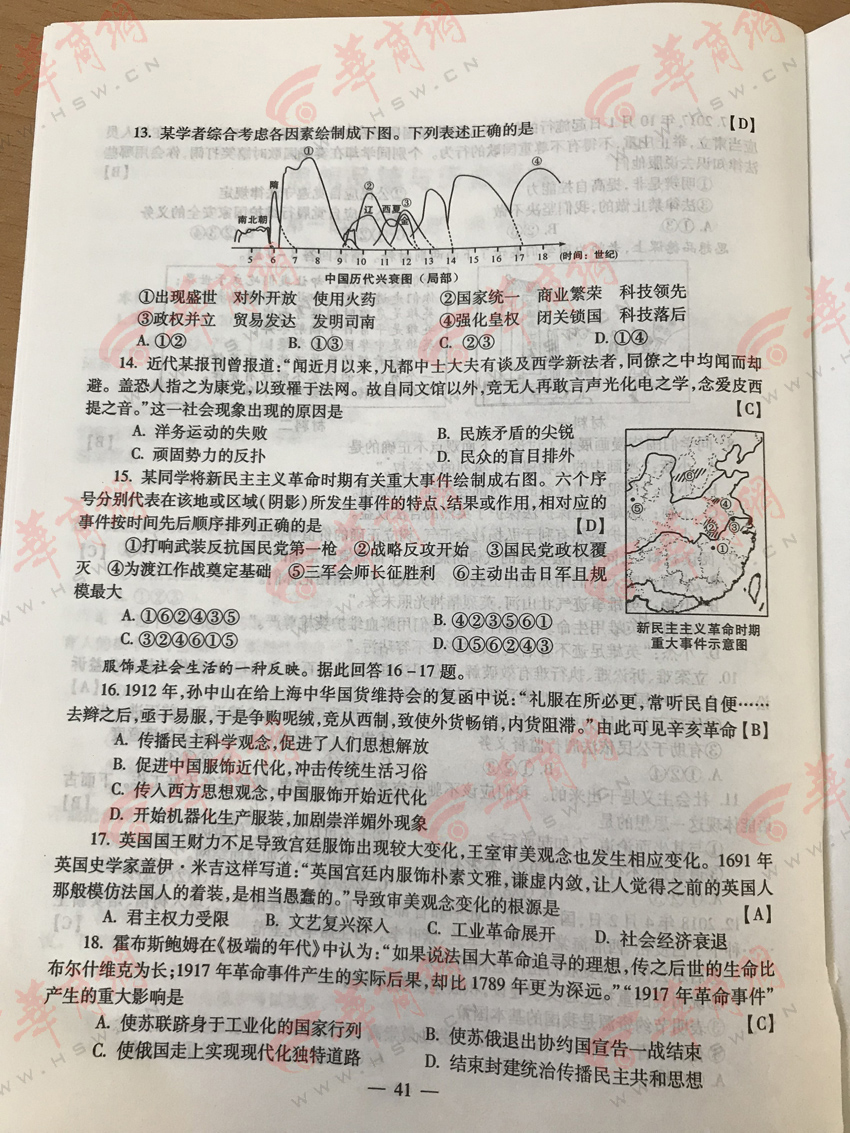 華商網
WWW.HSW.CN
13. 某学者综合考虑各因素绘制成下图。下列表述正确的是 【D】
① ② ③ ④
南北朝 隋 辽 西夏 金
5 6 7 8 9 10 11 12 13 14 15 16 17 18 (时间：世纪)
中国历代兴衰图（局部）
①出现盛世 对外开放 使用火药 ②国家统一 商业繁荣 科技领先
③政权并立 贸易发达 发明司南 ④强化皇权 闭关锁国 科技落后
A. ①② B. ①③ C. ②③ D. ①④
14. 近代某报刊曾报道：“闻近月以来，凡都中士大夫有谈及西学新法者，同僚之中均闻而却
避。盖恐人指之为康党，以致罹于法网。故自同文馆以外，竞无人再敢言声光化电之学，念爱皮西
提之音。”这一社会现象出现的原因是 【C】
A. 洋务运动的失败 B. 民族矛盾的尖锐
C. 顽固势力的反扑 D. 民众的盲目排外
15. 某同学将新民主主义革命时期有关重大事件绘制成右图。六个序
号分别代表在该地或区域（阴影）所发生事件的特点、结果或作用，相对应的
事件按时间先后顺序排列正确的是 【D】
①打响武装反抗国民党第一枪 ②战略反攻开始 ③国民党政权覆
灭 ④为渡江作战奠定基础 ⑤三军会师长征胜利 ⑥主动出击日军且规
模最大
A. ①⑥②④③⑤ B. ④②③⑤⑥①
C. ③②④⑥①⑤ D. ①⑤⑥②④③
⑥ ⑤ ④ ② ③ ①
新民主主义革命时期
重大事件示意图
服饰是社会生活的一种反映。据此回答16－17题。
16. 1912年，孙中山在给上海中华国货维持会的复函中说：“礼服在所必更，常听民自便……
去辫之后，亟于易服，于是争购呢绒，竞从西制，致使外货畅销，内货阻滞。”由此可见辛亥革命【B】
A. 传播民主科学观念，促进了人们思想解放
B. 促进中国服饰近代化，冲击传统生活习俗
C. 传入西方思想观念，中国服饰开始近代化
D. 开始机器化生产服装，加剧崇洋媚外现象
17. 英国国王财力不足导致宫廷服饰出现较大变化，王室审美观念也发生相应变化。1691年
英国史学家盖伊·米吉这样写道：“英国宫廷内服饰朴素文雅，谦虚内敛，让人觉得之前的英国人
那般模仿法国人的着装，是相当愚蠢的。”导致审美观念变化的根源是 【A】
A. 君主权力受限 B. 文艺复兴深入 C. 工业革命展开 D. 社会经济衰退
18. 霍布斯鲍姆在《极端的年代》中认为：“如果说法国大革命追寻的理想，传之后世的生命比
布尔什维克为长；1917年革命事件产生的实际后果，却比1789年更为深远。”“1917年革命事件”
产生的重大影响是 【C】
A. 使苏联跻身于工业化的国家行列 B. 使苏俄退出协约国宣告一战结束
C. 使俄国走上实现现代化独特道路 D. 结束封建统治传播民主共和思想
— 41 —